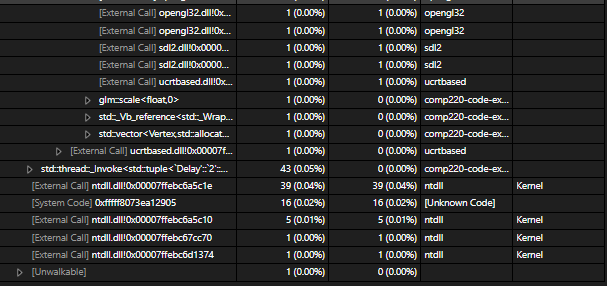 [External Call] opengl32.dll!0x0... 1 (0.00%) 1 (0.00%) opengl32
[External Call] opengl32.dll!0x0... 1 (0.00%) 1 (0.00%) opengl32
[External Call] sdl2.dll!0x0000... 1 (0.00%) 1 (0.00%) sdl2
[External Call] sdl2.dll!0x0000... 1 (0.00%) 1 (0.00%) sdl2
[External Call] ucrtbased.dll!0x... 1 (0.00%) 1 (0.00%) ucrtbased
glm::scale<float,0> 1 (0.00%) 0 (0.00%) comp220-code-ex...
std::_Vb_reference<std::_Wrap... 1 (0.00%) 0 (0.00%) comp220-code-ex...
std::vector<Vertex,std::allocat... 1 (0.00%) 0 (0.00%) comp220-code-ex...
[External Call] ucrtbased.dll!0x00007f... 1 (0.00%) 0 (0.00%) ucrtbased
std::thread::_Invoke<std::tuple<`Delay'::`2'::... 43 (0.05%) 0 (0.00%) comp220-code-ex...
[External Call] ntdll.dll!0x00007ffebc6a5c1e 39 (0.04%) 39 (0.04%) ntdll Kernel
[System Code] 0xfffff8073ea12905 16 (0.02%) 16 (0.02%) [Unknown Code]
[External Call] ntdll.dll!0x00007ffebc6a5c10 5 (0.01%) 5 (0.01%) ntdll Kernel
[External Call] ntdll.dll!0x00007ffebc67cc70 1 (0.00%) 1 (0.00%) ntdll Kernel
[External Call] ntdll.dll!0x00007ffebc6d1374 1 (0.00%) 1 (0.00%) ntdll Kernel
[Unwalkable] 1 (0.00%) 0 (0.00%)